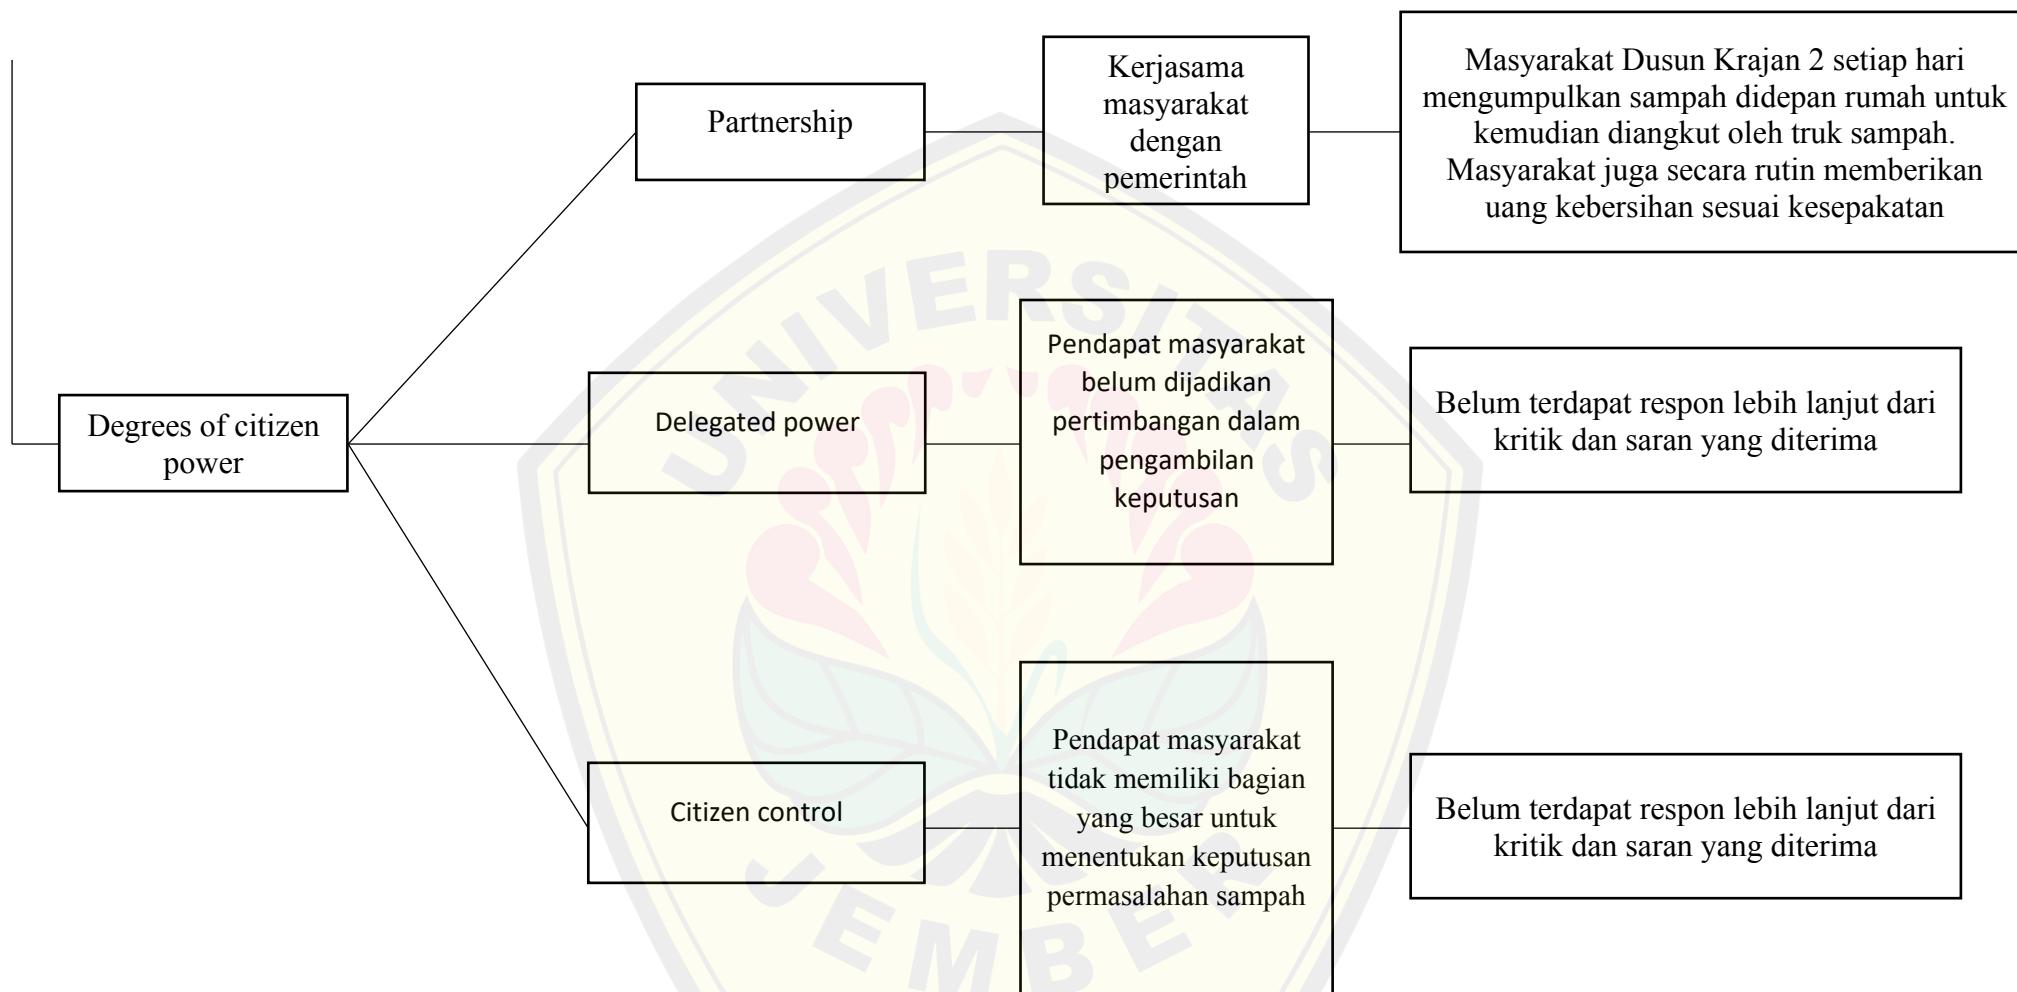 Partnership
Kerjasama
masyarakat
dengan
pemerintah
Masyarakat Dusun Krajan 2 setiap hari
mengumpulkan sampah didepan rumah untuk
kemudian diangkut oleh truk sampah.
Masyarakat juga secara rutin memberikan
uang kebersihan sesuai kesepakatan
Degrees of citizen
power
Delegated power
Pendapat masyarakat
belum dijadikan
pertimbangan dalam
pengambilan
keputusan
Belum terdapat respon lebih lanjut dari
kritik dan saran yang diterima
Citizen control
Pendapat masyarakat
tidak memiliki bagian
yang besar untuk
menentukan keputusan
permasalahan sampah
Belum terdapat respon lebih lanjut dari
kritik dan saran yang diterima
UNIVERSITAS
JEMBER